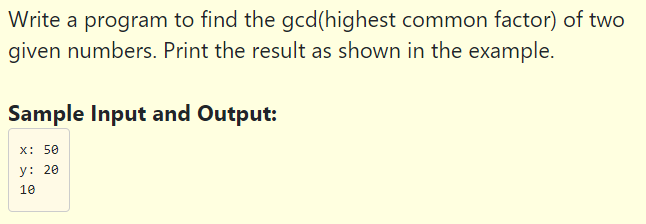 Write a program to find the gcd(highest common factor) of two
given numbers. Print the result as shown in the example.
Sample Input and Output:
x: 50
y: 20
10